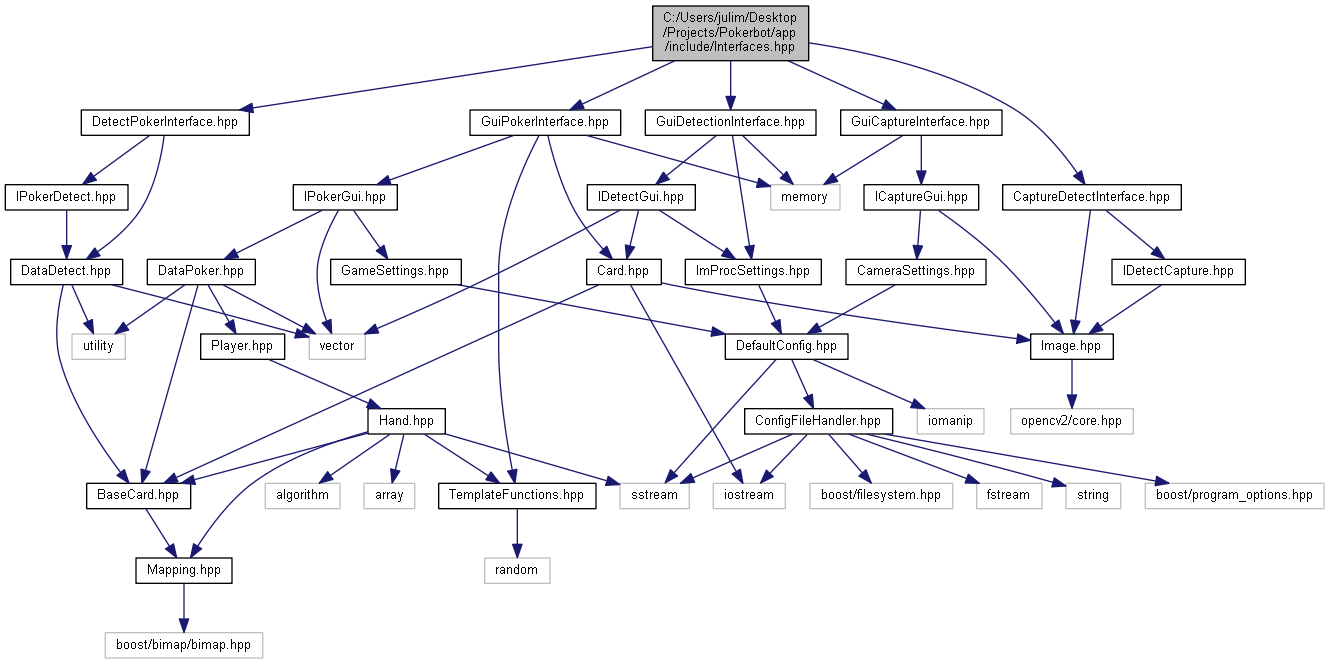 C:/Users/julim/Desktop
/Projects/Pokerbot/app
/include/Interfaces.hpp
DetectPokerInterface.hpp
GuiPokerInterface.hpp
GuiDetectionInterface.hpp
GuiCaptureInterface.hpp
IPokerDetect.hpp
IPokerGui.hpp
IDetectGui.hpp
memory
ICaptureGui.hpp
CaptureDetectInterface.hpp
DataDetect.hpp
DataPoker.hpp
GameSettings.hpp
Card.hpp
ImProcSettings.hpp
CameraSettings.hpp
IDetectCapture.hpp
utility
Player.hpp
vector
DefaultConfig.hpp
Image.hpp
Hand.hpp
ConfigFileHandler.hpp
iomanip
opencv2/core.hpp
BaseCard.hpp
algorithm
array
TemplateFunctions.hpp
sstream
iostream
boost/filesystem.hpp
fstream
string
boost/program_options.hpp
Mapping.hpp
random
boost/bimap/bimap.hpp